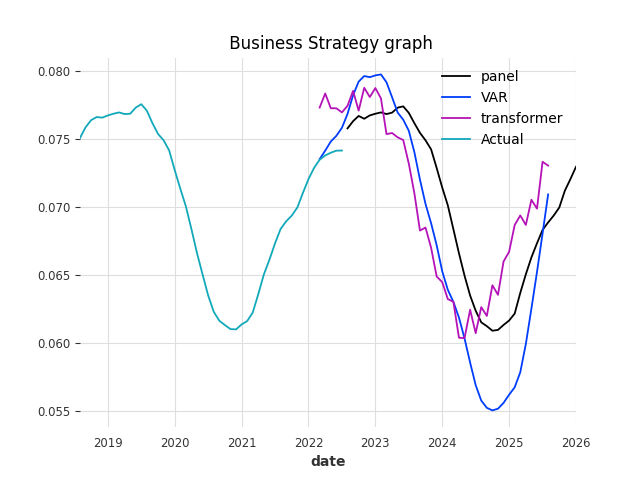 Business Strategy graph
0.080
0.075
0.070
0.065
0.060
0.055
panel
VAR
transformer
Actual
2019 2020 2021 2022 2023 2024 2025 2026
date